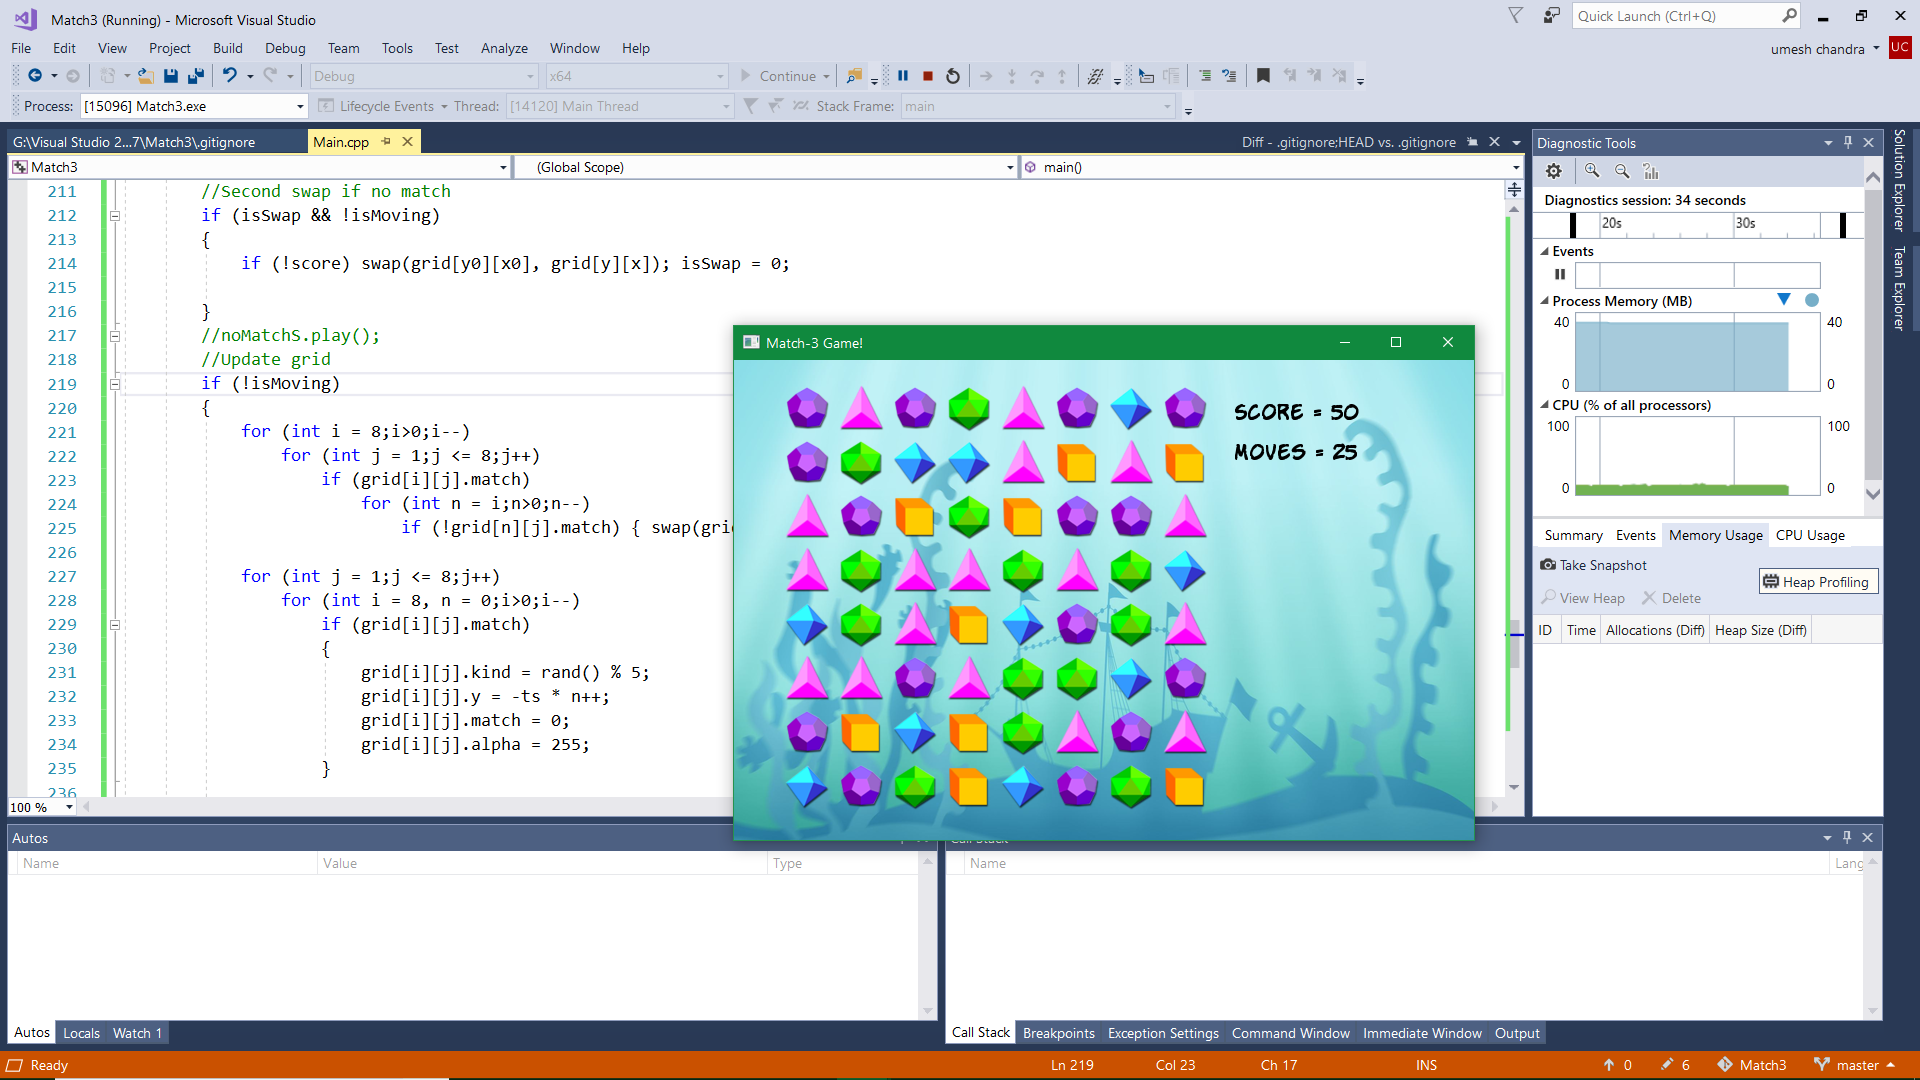 Match3 (Running) - Microsoft Visual Studio
Quick Launch (Ctrl+Q)
File Edit View Project Build Debug Team Tools Test Analyze Window Help
umesh chandra
UC
Debug x64 Continue
Process: [15096] Match3.exe Lifecycle Events Thread: [14120] Main Thread Stack Frame: main
G:\Visual Studio 2...7\Match3\.gitignore Main.cpp Diff - .gitignore;HEAD vs. .gitignore
Match3 (Global Scope) main()
211 //Second swap if no match
212 if (isSwap && !isMoving)
213 {
214 if (!score) swap(grid[y0][x0], grid[y][x]); isSwap = 0;
215
216 }
217 //noMatchS.play();
218 //Update grid
219 if (!isMoving)
220 {
221 for (int i = 8;i>0;i--)
222 for (int j = 1;j <= 8;j++)
223 if (grid[i][j].match)
224 for (int n = i;n>0;n--)
225 if (!grid[n][j].match) { swap(grid
226
227 for (int j = 1;j <= 8;j++)
228 for (int i = 8, n = 0;i>0;i--)
229 if (grid[i][j].match)
230 {
231 grid[i][j].kind = rand() % 5;
232 grid[i][j].y = -ts * n++;
233 grid[i][j].match = 0;
234 grid[i][j].alpha = 255;
235 }
236
100 %
Match-3 Game!
SCORE = 50
MOVES = 25
Diagnostic Tools
Diagnostics session: 34 seconds
20s 30s
Events
Process Memory (MB)
40 40
0 0
CPU (% of all processors)
100 100
0 0
Summary Events Memory Usage CPU Usage
Take Snapshot
Heap Profiling
View Heap Delete
ID Time Allocations (Diff) Heap Size (Diff)
Solution Explorer
Team Explorer
Autos
Name Value Type
Autos Locals Watch 1
Call Stack
Name Lang
Call Stack Breakpoints Exception Settings Command Window Immediate Window Output
Ready Ln 219 Col 23 Ch 17 INS 0 6 Match3 master